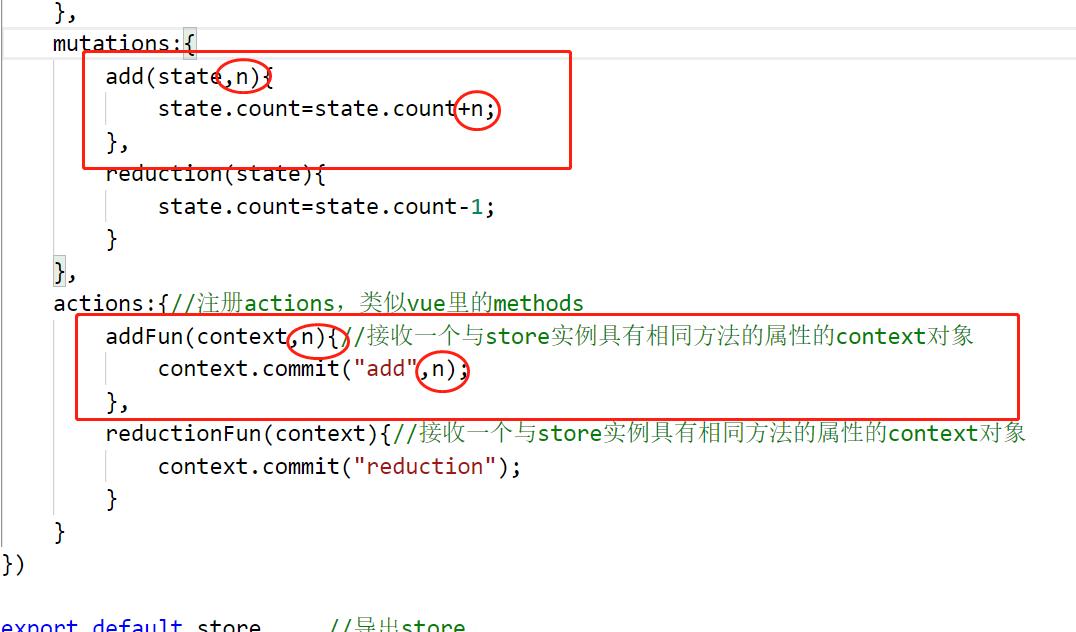 },
mutations:{
add(state,n){
state.count=state.count+n;
},
reduction(state){
state.count=state.count-1;
}
},
actions:{//注册actions，类似vue里的methods
addFun(context,n){//接收一个与store实例具有相同方法的属性的context对象
context.commit("add",n);
},
reductionFun(context){//接收一个与store实例具有相同方法的属性的context对象
context.commit("reduction");
}
}
})
export default store //导出store